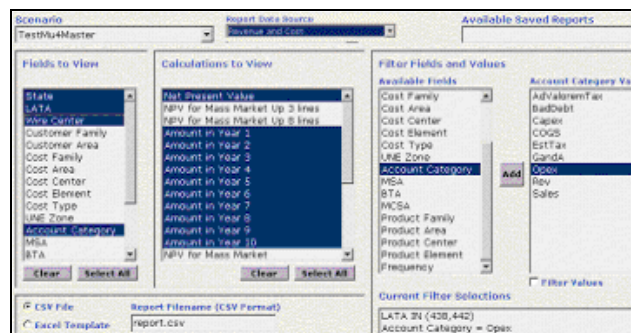 Scenario
Report Data Source
Available Saved Reports
TestMu4Master
Revenue and Cost
Fields to View
State
LATA
Wire Center
Customer Family
Customer Area
Cost Family
Cost Area
Cost Center
Cost Element
Cost Type
UNE Zone
Account Category
MSA
BTA
Clear
Select All
Calculations to View
Net Present Value
NPV for Mass Market Up 3 lines
NPV for Mass Market Up 8 lines
Amount in Year 1
Amount in Year 2
Amount in Year 3
Amount in Year 4
Amount in Year 5
Amount in Year 6
Amount in Year 7
Amount in Year 8
Amount in Year 9
Amount in Year 10
NPV for Mass Market
Clear
Select All
Filter Fields and Values
Available Fields
Cost Family
Cost Area
Cost Center
Cost Element
Cost Type
UNE Zone
Account Category
MSA
BTA
MCSA
Product Family
Product Area
Product Center
Product Element
Frequency
Add
Account Category Va
AdValoremTax
BadDebt
Capex
COGS
EstTax
GandA
Opex
Rev
Sales
Filter Values
CSV File
Excel Template
Report Filename (CSV Format)
report.csv
Current Filter Selections
LATA IN (438,442)
Account Category = Opex